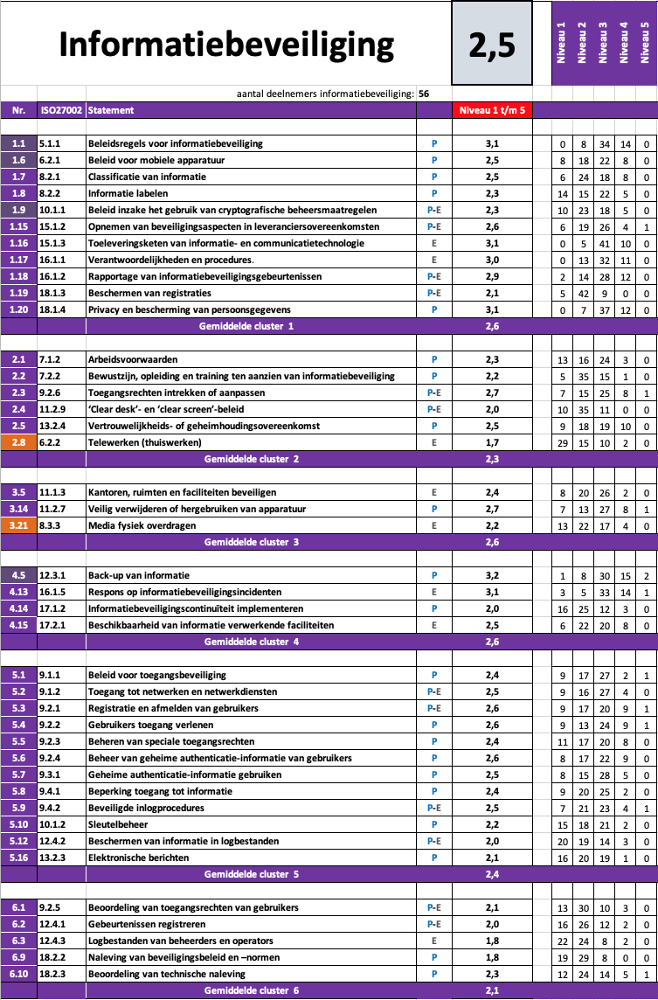 Informatiebeveiliging 2,5 Niveau 1 Niveau 2 Niveau 3 Niveau 4 Niveau 5
aantal deelnemers informatiebeveiliging: 56
Nr. ISO27002 Statement Niveau 1 t/m 5
1.1 5.1.1 Beleidsregels voor informatiebeveiliging P 3,1 0 8 34 14 0
1.6 6.2.1 Beleid voor mobiele apparatuur P 2,5 8 18 22 8 0
1.7 8.2.1 Classificatie van informatie P 2,5 6 24 18 8 0
1.8 8.2.2 Informatie labelen P 2,3 14 15 22 5 0
1.9 10.1.1 Beleid inzake het gebruik van cryptografische beheersmaatregelen P-E 2,3 10 23 18 5 0
1.15 15.1.2 Opnemen van beveiligingsaspecten in leveranciersovereenkomsten P-E 2,6 6 19 26 4 1
1.16 15.1.3 Toeleveringsketen van informatie- en communicatietechnologie E 3,1 0 5 41 10 0
1.17 16.1.1 Verantwoordelijkheden en procedures. E 3,0 0 13 32 11 0
1.18 16.1.2 Rapportage van informatiebeveiligingsgebeurtenissen P-E 2,9 2 14 28 12 0
1.19 18.1.3 Beschermen van registraties P-E 2,1 5 42 9 0 0
1.20 18.1.4 Privacy en bescherming van persoonsgegevens P 3,1 0 7 37 12 0
Gemiddelde cluster 1 2,6
2.1 7.1.2 Arbeidsvoorwaarden P 2,3 13 16 24 3 0
2.2 7.2.2 Bewustzijn, opleiding en training ten aanzien van informatiebeveiliging P 2,2 5 35 15 1 0
2.3 9.2.6 Toegangsrechten intrekken of aanpassen P-E 2,7 7 15 25 8 1
2.4 11.2.9 ‘Clear desk’- en ‘clear screen’-beleid P-E 2,0 10 35 11 0 0
2.5 13.2.4 Vertrouwelijkheids- of geheimhoudingsovereenkomst P 2,5 9 18 19 10 0
2.8 6.2.2 Telewerken (thuiswerken) E 1,7 29 15 10 2 0
Gemiddelde cluster 2 2,3
3.5 11.1.3 Kantoren, ruimten en faciliteiten beveiligen E 2,4 8 20 26 2 0
3.14 11.2.7 Veilig verwijderen of hergebruiken van apparatuur P 2,7 7 13 27 8 1
3.21 8.3.3 Media fysiek overdragen E 2,2 13 22 17 4 0
Gemiddelde cluster 3 2,6
4.5 12.3.1 Back-up van informatie P 3,2 1 8 30 15 2
4.13 16.1.5 Respons op informatiebeveiligingsincidenten E 3,1 3 5 33 14 1
4.14 17.1.2 Informatiebeveiligingscontinuïteit implementeren P 2,0 16 25 12 3 0
4.15 17.2.1 Beschikbaarheid van informatie verwerkende faciliteiten E 2,5 6 22 20 8 0
Gemiddelde cluster 4 2,6
5.1 9.1.1 Beleid voor toegangsbeveiliging P 2,4 9 17 27 2 1
5.2 9.1.2 Toegang tot netwerken en netwerkdiensten P-E 2,5 9 16 27 4 0
5.3 9.2.1 Registratie en afmelden van gebruikers P-E 2,6 9 17 20 9 1
5.4 9.2.2 Gebruikers toegang verlenen P 2,6 9 13 24 9 1
5.5 9.2.3 Beheren van speciale toegangsrechten P 2,4 11 17 20 8 0
5.6 9.2.4 Beheer van geheime authenticatie-informatie van gebruikers P 2,6 8 17 22 9 0
5.7 9.3.1 Geheime authenticatie-informatie gebruiken P 2,5 8 15 28 5 0
5.8 9.4.1 Beperking toegang tot informatie P 2,4 9 20 25 2 0
5.9 9.4.2 Beveiligde inlogprocedures P-E 2,5 7 21 23 4 1
5.10 10.1.2 Sleutelbeheer P 2,2 15 18 21 2 0
5.12 12.4.2 Beschermen van informatie in logbestanden P-E 2,0 20 19 14 3 0
5.16 13.2.3 Elektronische berichten P 2,1 16 20 19 1 0
Gemiddelde cluster 5 2,4
6.1 9.2.5 Beoordeling van toegangsrechten van gebruikers P-E 2,1 13 30 10 3 0
6.2 12.4.1 Gebeurtenissen registreren P-E 2,0 16 26 12 2 0
6.3 12.4.3 Logbestanden van beheerders en operators E 1,8 22 24 8 2 0
6.9 18.2.2 Naleving van beveiligingsbeleid en –normen P 1,8 19 29 8 0 0
6.10 18.2.3 Beoordeling van technische naleving P 2,3 12 24 14 5 1
Gemiddelde cluster 6 2,1